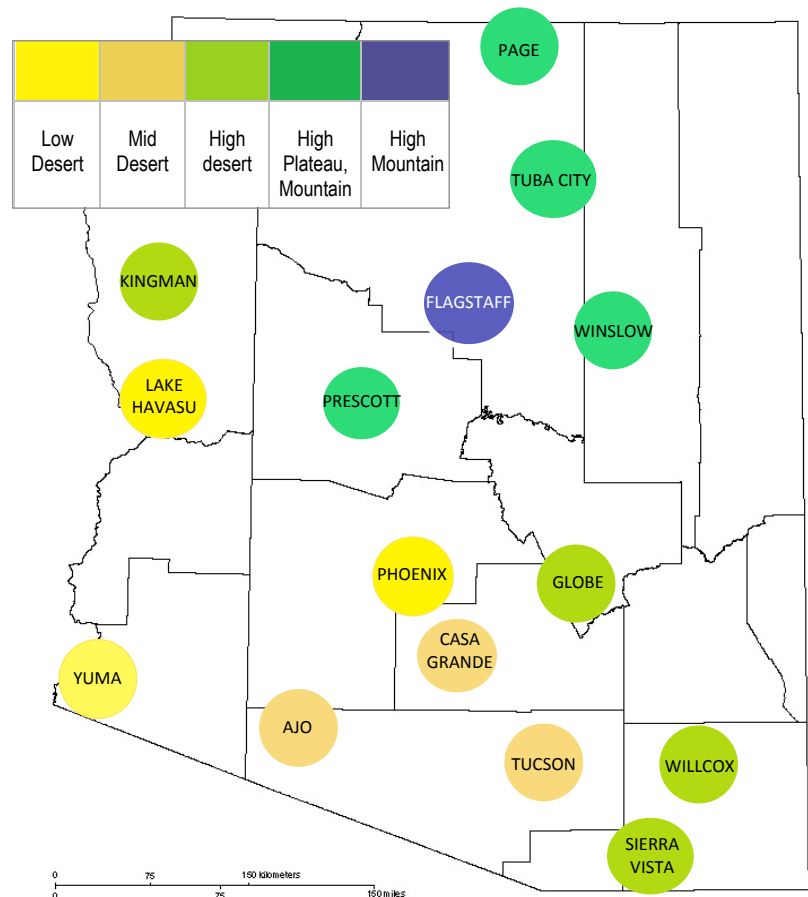 PAGE
Low Desert
Mid Desert
High desert
High Plateau, Mountain
High Mountain
TUBA CITY
KINGMAN
FLAGSTAFF
WINSLOW
LAKE
HAVASU
PRESCOTT
PHOENIX
GLOBE
CASA
GRANDE
YUMA
AJO
TUCSON
WILLCOX
SIERRA
VISTA
0 75 150 kilometers
0 75 150 miles